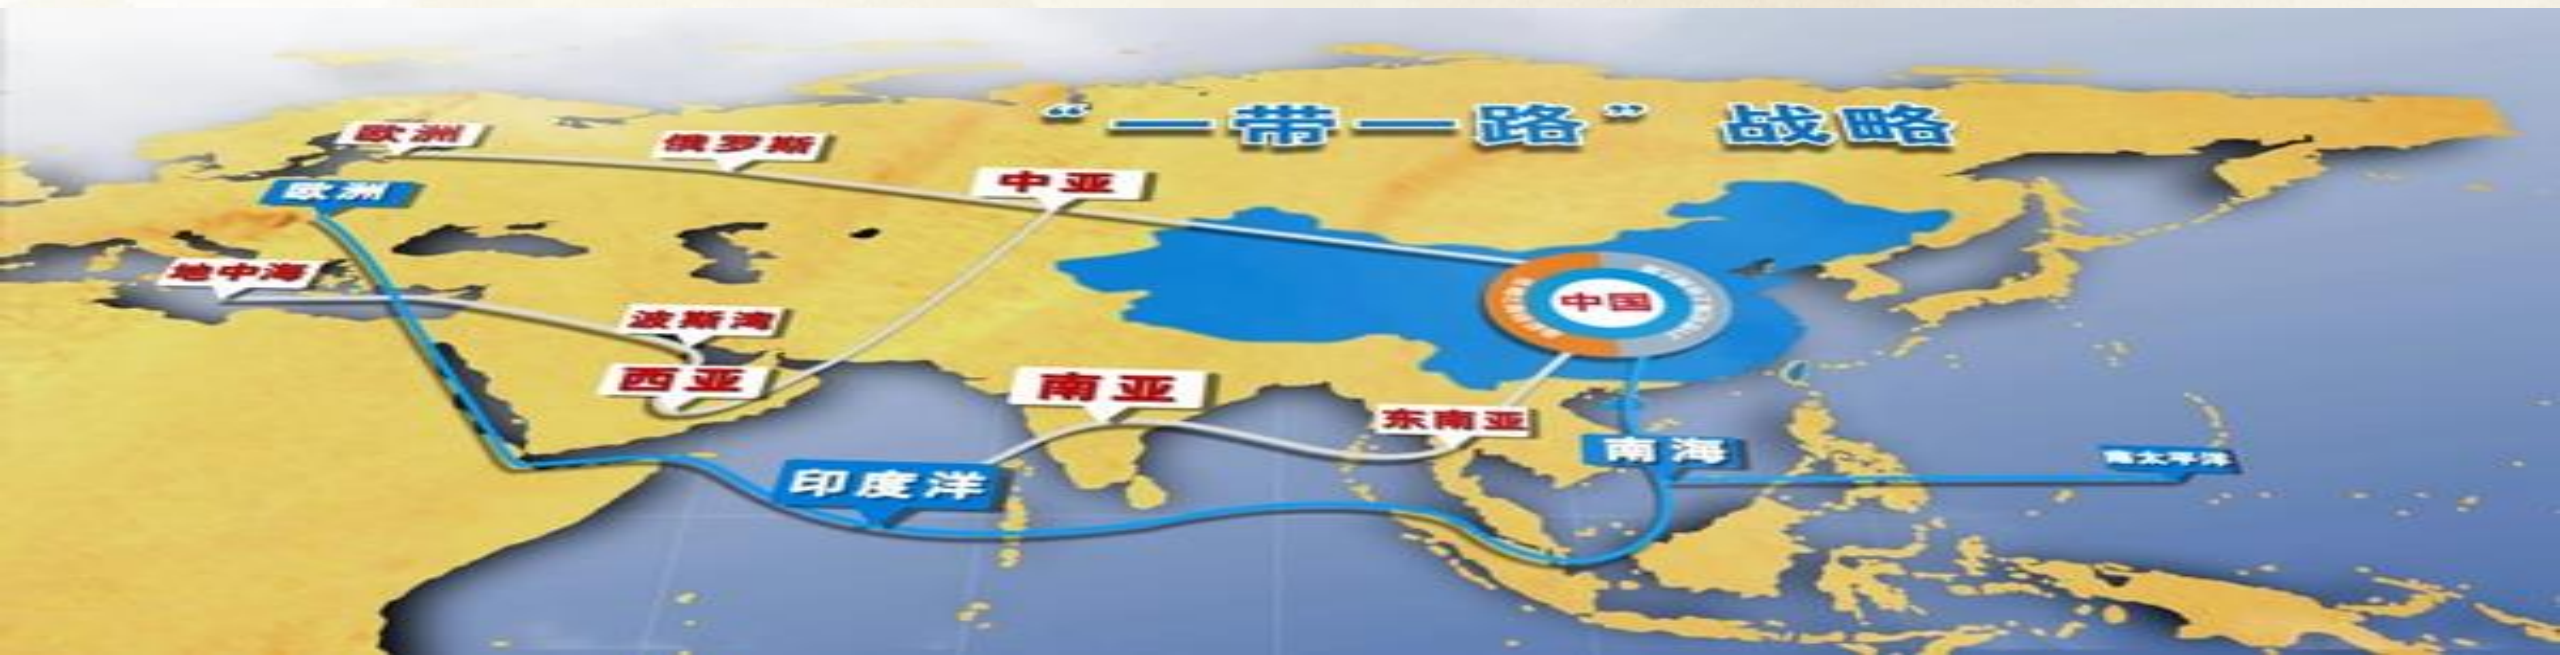 “一带一路”战略
欧洲
俄罗斯
中亚
欧洲
地中海
波斯湾
西亚
南亚
东南亚
中国
印度洋
南海
南太平洋